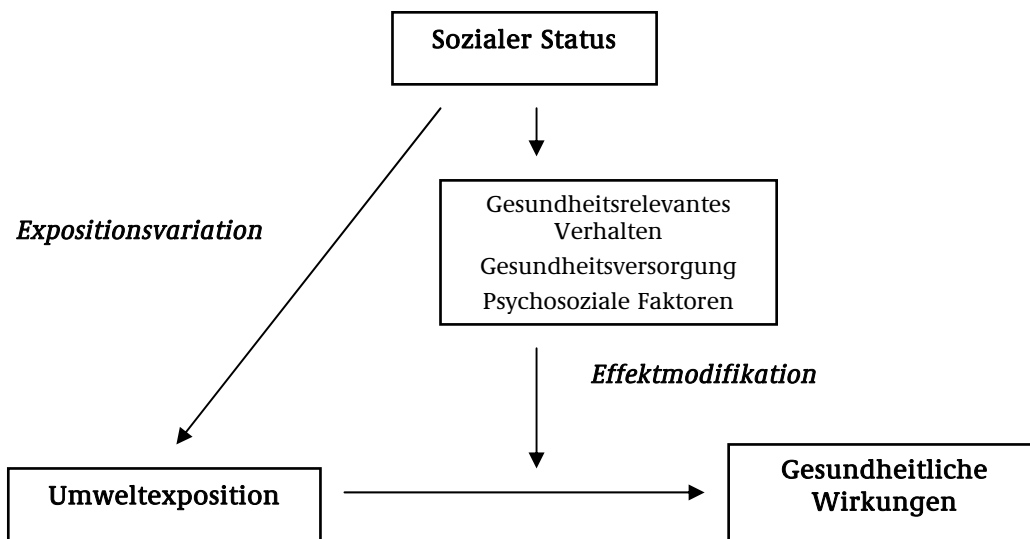 Sozialer Status
Gesundheitsrelevantes
Verhalten
Expositionsvariation
Gesundheitsversorgung
Psychosoziale Faktoren
Effektmodifikation
Umweltexposition
Gesundheitliche
Wirkungen